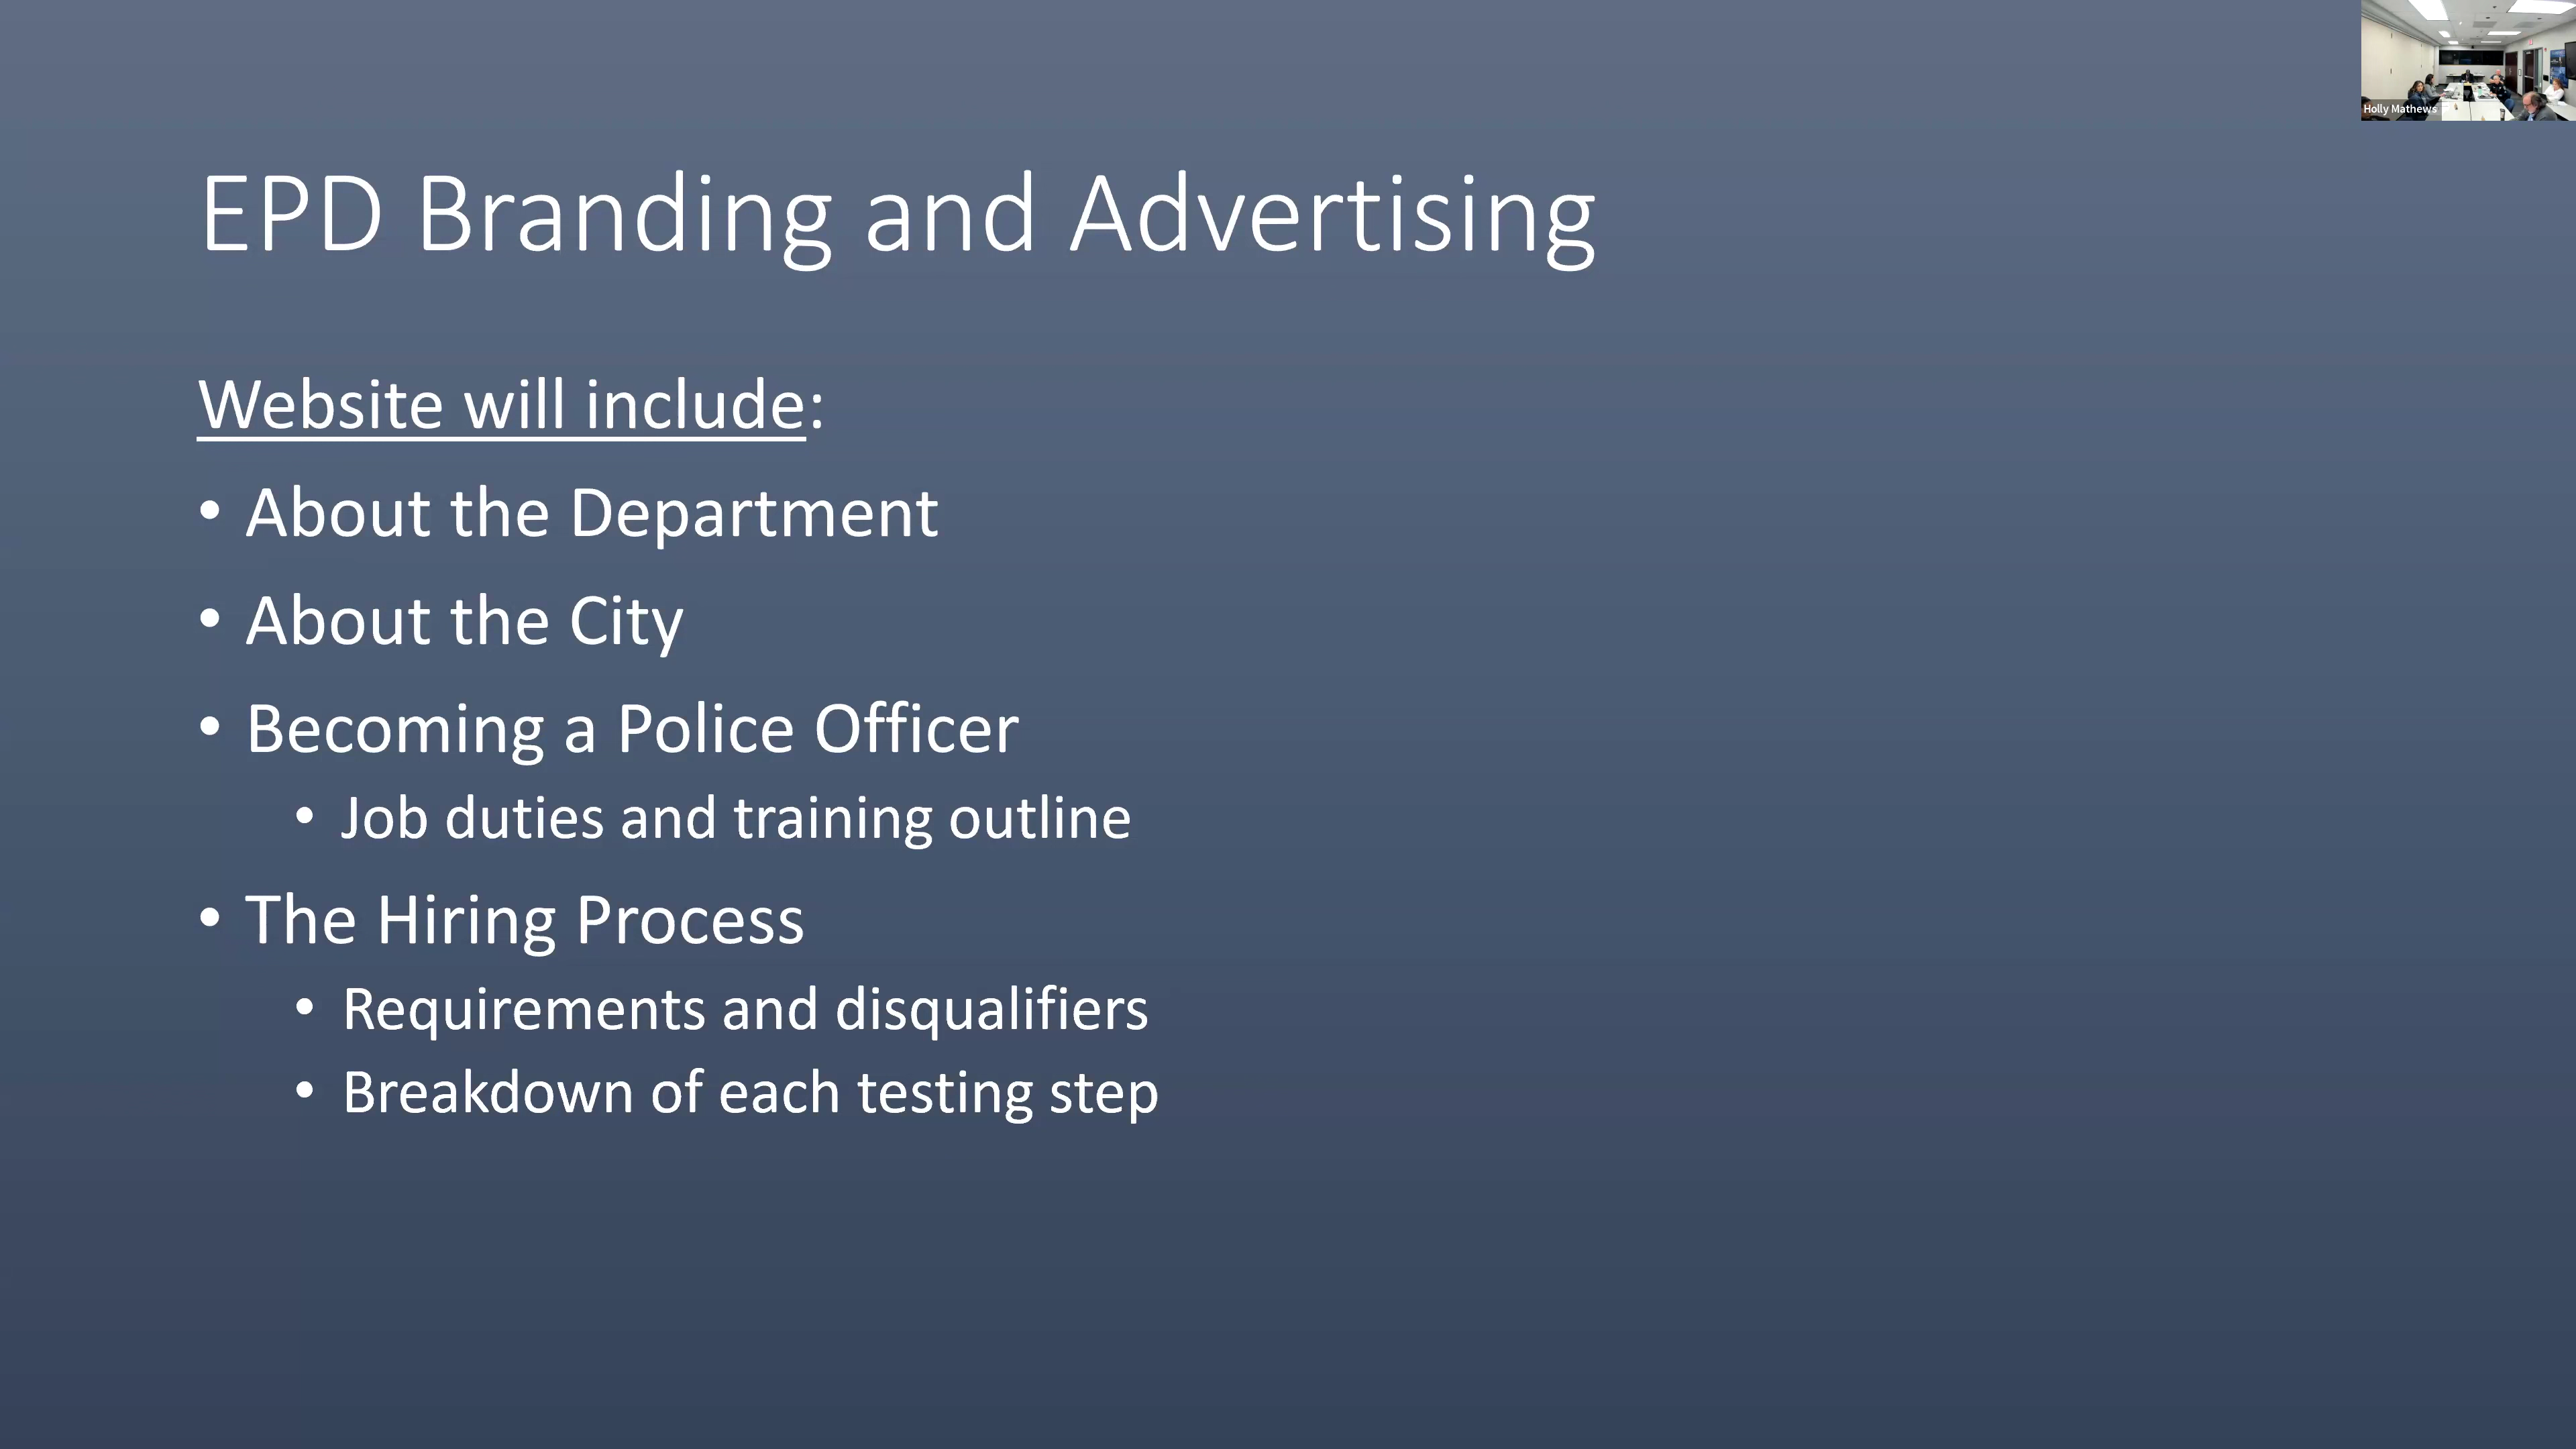 Holly Mathews
EPD Branding and Advertising
Website will include:
• About the Department
• About the City
• Becoming a Police Officer
• Job duties and training outline
• The Hiring Process
• Requirements and disqualifiers
• Breakdown of each testing step